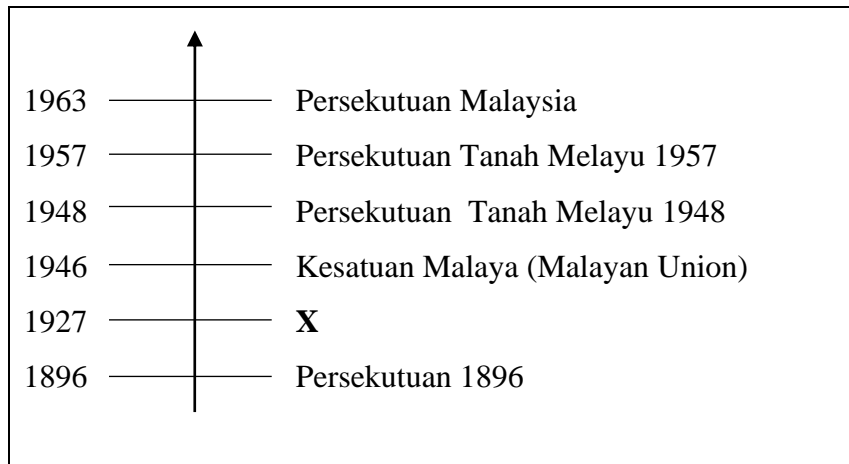 1963 Persekutuan Malaysia
1957 Persekutuan Tanah Melayu 1957
1948 Persekutuan Tanah Melayu 1948
1946 Kesatuan Malaya (Malayan Union)
1927 X
1896 Persekutuan 1896